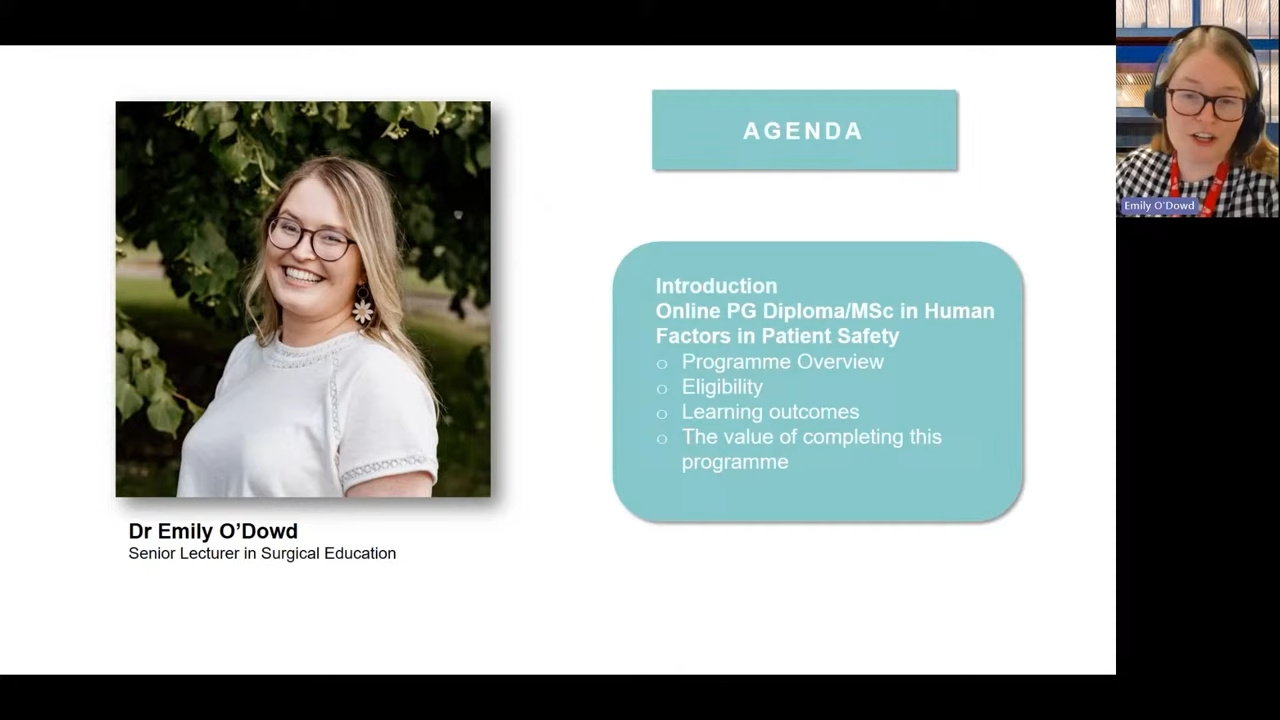 AGENDA
Introduction
Online PG Diploma/MSc in Human
Factors in Patient Safety
o Programme Overview
o Eligibility
o Learning outcomes
o The value of completing this
programme
Dr Emily O'Dowd
Senior Lecturer in Surgical Education
Emily O'Dowd